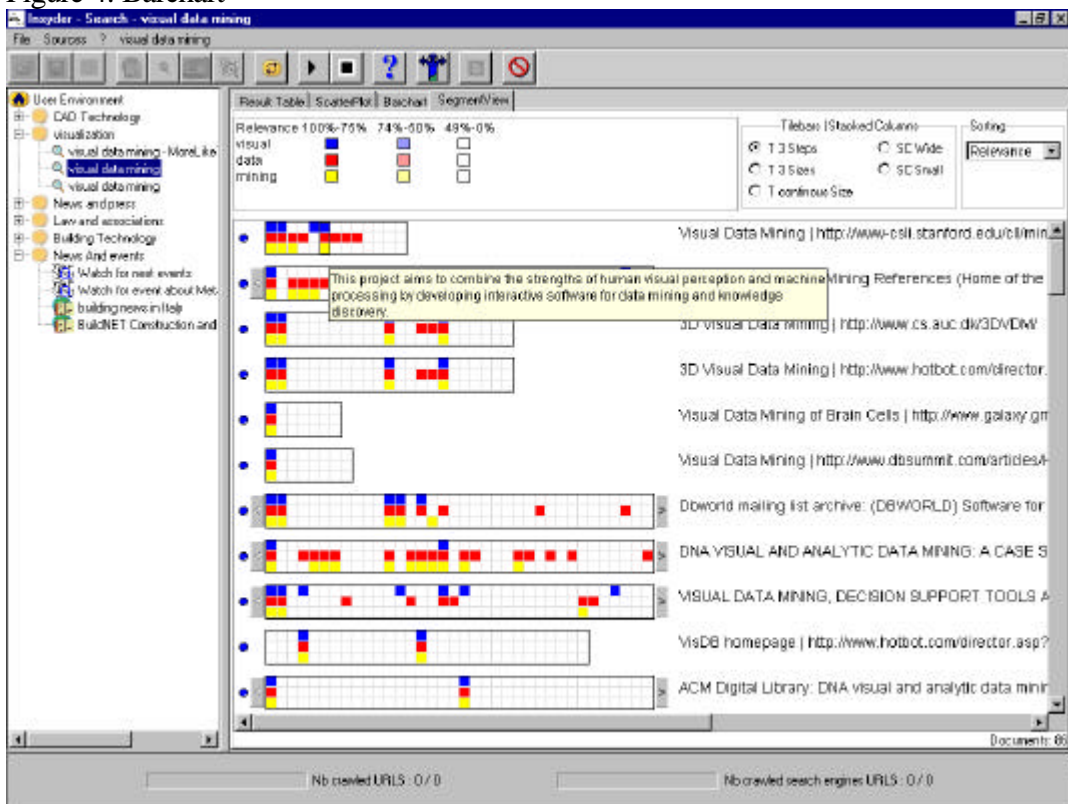 Figure 4: Barchart
Insyder - Search - visual data mining
File Sources ? visual data mining
User Environment
CAD Technology
visualization
visual data mining - MoreLike
visual data mining
visual data mining
News and press
Law and associations
Building Technology
News And events
Watch for next events
Watch for event about Met
building news in Italy
BuildNET Construction and
Result Table ScatterPlot Barchart SegmentView
Relevance 100%-75% 74%-50% 49%-0%
visual
data
mining
Tilebars | Stacked Columns
T 3 Steps SC Wide
T 3 Sizes SC Small
T continous Size
Sorting
Relevance
Visual Data Mining | http://www-csli.stanford.edu/cli/min
Mining References (Home of the
This project aims to combine the strengths of human visual perception and machine
processing by developing interactive software for data mining and knowledge
discovery.
3D Visual Data Mining | http://www.cs.auc.dk/3DVDM/
3D Visual Data Mining | http://www.hotbot.com/director.
Visual Data Mining of Brain Cells | http://www.galaxy.gm
Visual Data Mining | http://www.dbsummit.com/articles/
Dbworld mailing list archive: (DBWORLD) Software for
DNA VISUAL AND ANALYTIC DATA MINING: A CASE S
VISUAL DATA MINING, DECISION SUPPORT TOOLS A
VisDB homepage | http://www.hotbot.com/director.asp?
ACM Digital Library: DNA visual and analytic data minin
Documents: 86
Nb crawled URLS : 0 / 0 Nb crawled search engines URLS : 0 / 0